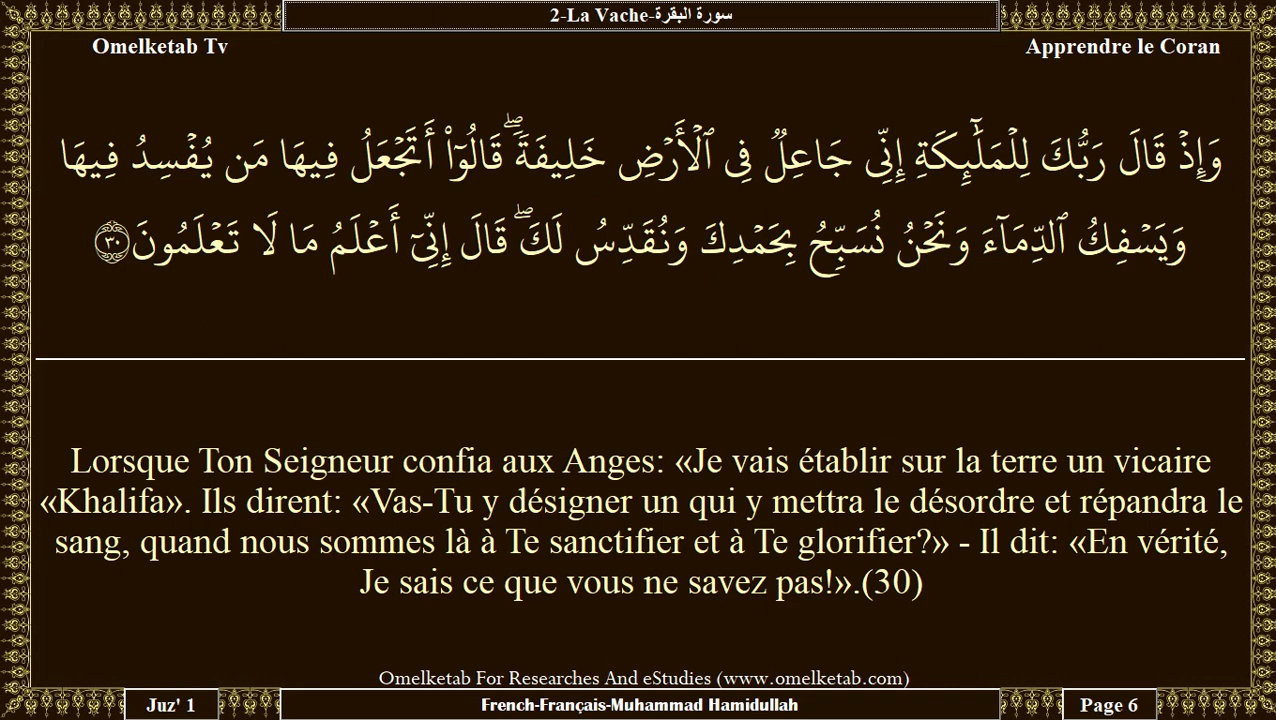 2-La Vache-سورة البقرة
Omelketab Tv
Apprendre le Coran
وَإِذۡ قَالَ رَبُّكَ لِلۡمَلَٰٓئِكَةِ إِنِّي جَاعِلٞ فِي ٱلۡأَرۡضِ خَلِيفَةٗۖ قَالُوٓاْ أَتَجۡعَلُ فِيهَا مَن يُفۡسِدُ فِيهَا
وَيَسۡفِكُ ٱلدِّمَآءَ وَنَحۡنُ نُسَبِّحُ بِحَمۡدِكَ وَنُقَدِّسُ لَكَۖ قَالَ إِنِّيٓ أَعۡلَمُ مَا لَا تَعۡلَمُونَ ٣٠
Lorsque Ton Seigneur confia aux Anges: «Je vais établir sur la terre un vicaire
«Khalifa». Ils dirent: «Vas-Tu y désigner un qui y mettra le désordre et répandra le
sang, quand nous sommes là à Te sanctifier et à Te glorifier?» - Il dit: «En vérité,
Je sais ce que vous ne savez pas!».(30)
Omelketab For Researches And eStudies (www.omelketab.com)
Juz' 1
French-Français-Muhammad Hamidullah
Page 6